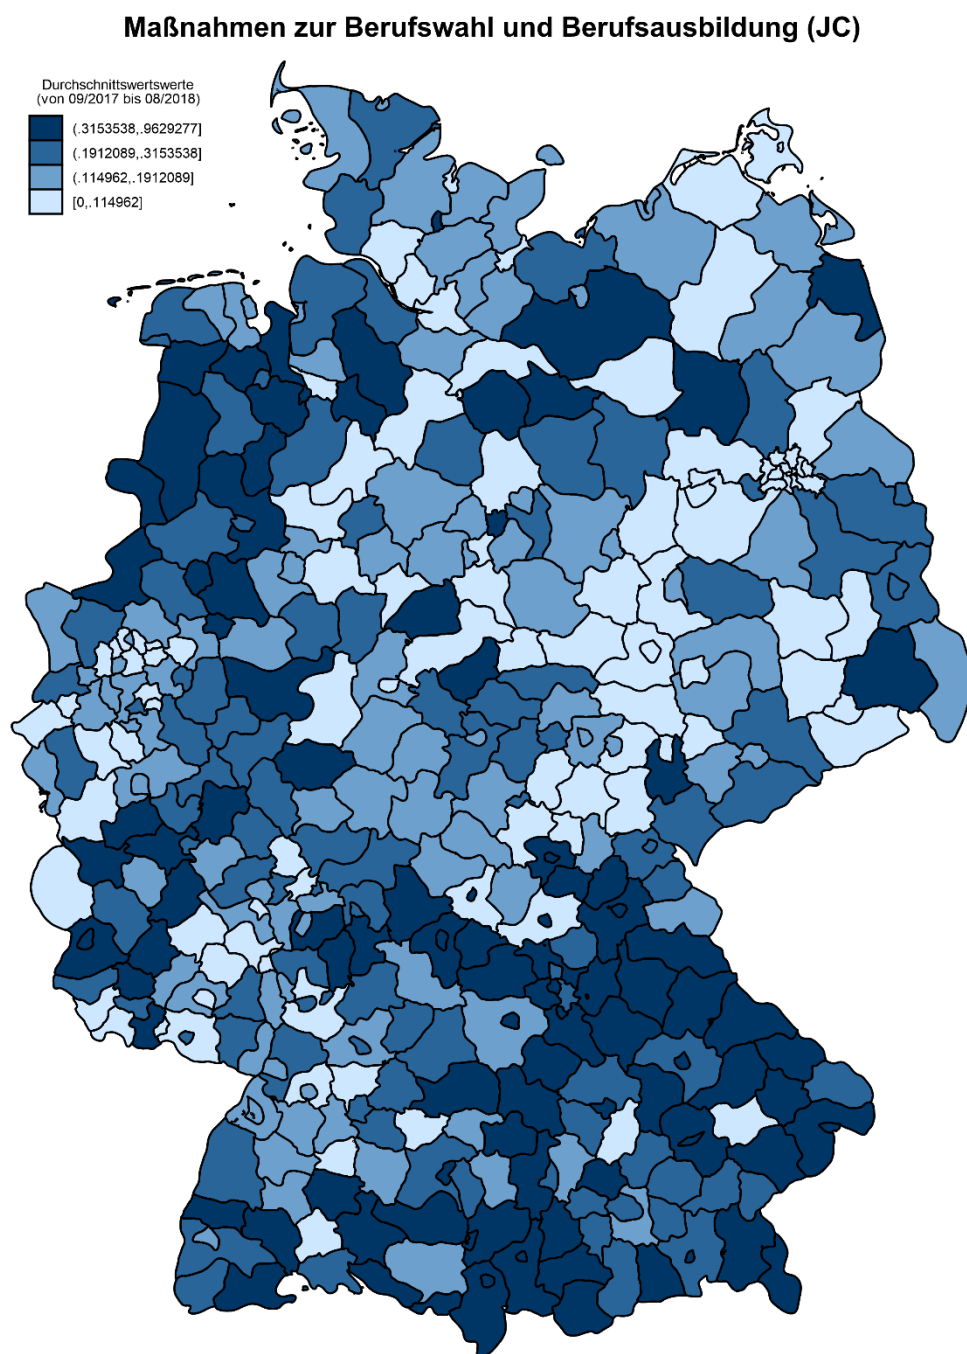 Maßnahmen zur Berufswahl und Berufsausbildung (JC)
Durchschnittswertswerte
(von 09/2017 bis 08/2018)
(.3153538,.9629277]
(.1912089,.3153538]
(.114962,.1912089]
[0,.114962]